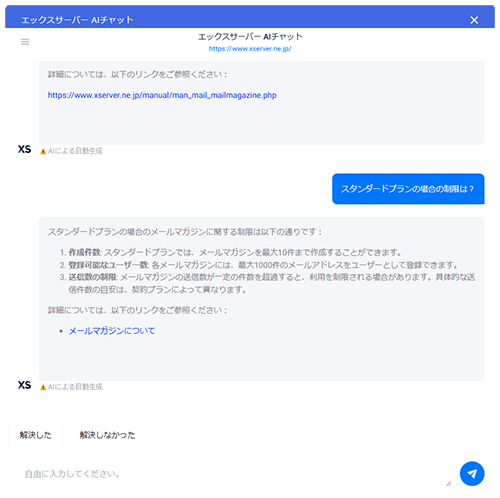 エックスサーバー AIチャット
エックスサーバー AIチャット
https://www.xserver.ne.jp/
詳細については、以下のリンクをご参照ください：
https://www.xserver.ne.jp/manual/man_mail_mailmagazine.php
XS
AIによる自動生成
スタンダードプランの場合の制限は？
スタンダードプランの場合のメールマガジンに関する制限は以下の通りです：
1. 作成件数: スタンダードプランでは、メールマガジンを最大10件まで作成することができます。
2. 登録可能なユーザー数: 各メールマガジンには、最大1000件のメールアドレスをユーザーとして登録できます。
3. 送信数の制限: メールマガジンの送信数が一定の件数を超過すると、利用を制限される場合があります。具体的な送
信件数の目安は、契約プランによって異なります。
詳細については、以下のリンクをご参照ください：
• メールマガジンについて
XS
AIによる自動生成
解決した
解決しなかった
自由に入力してください。